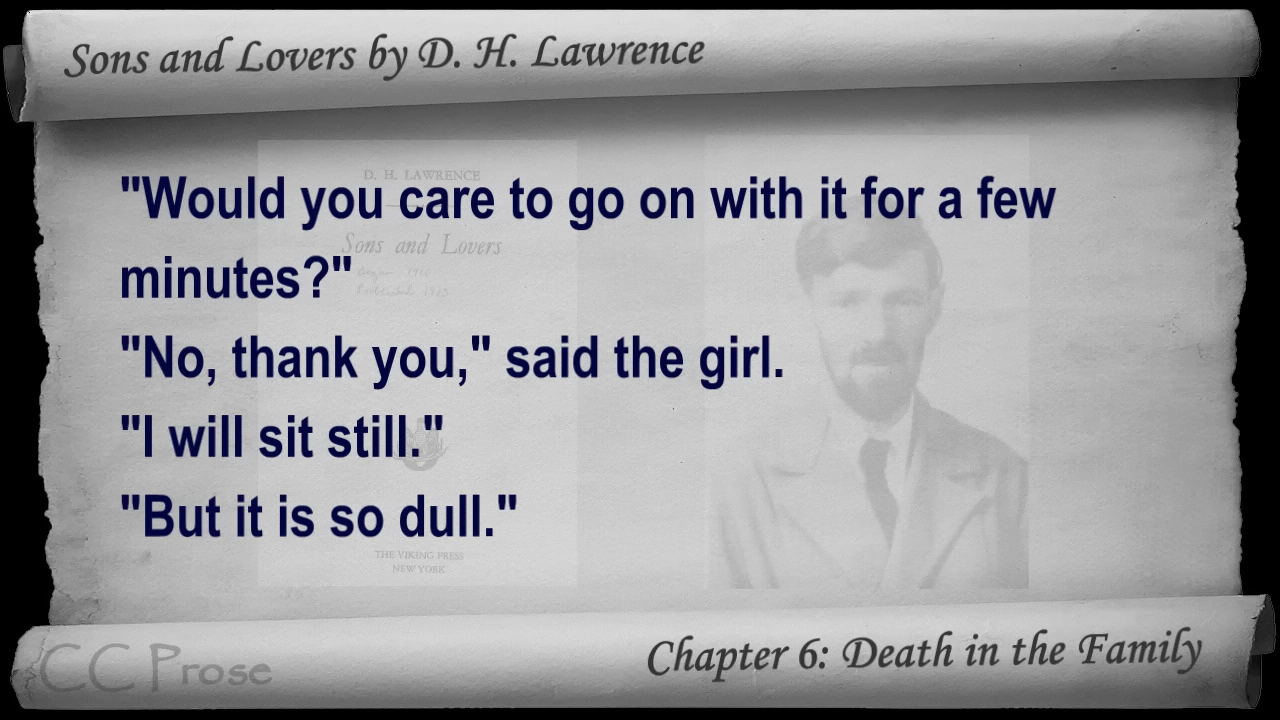 Sons and Lovers by D. H. Lawrence
D. H. LAWRENCE
"Would you care to go on with it for a few
Sons and Lovers
minutes?"
"No, thank you," said the girl.
"I will sit still."
"But it is so dull."
THE VIKING PRESS
NEW YORK
Chapter 6: Death in the Family
CC Prose